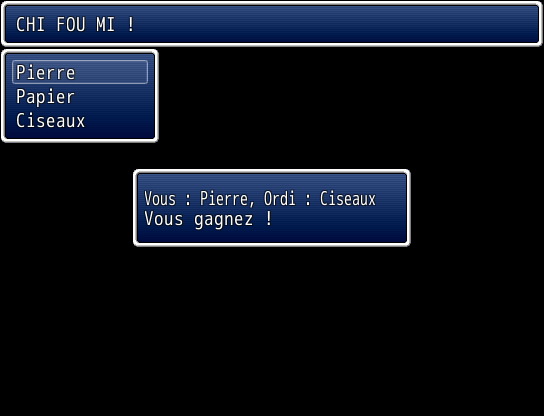 CHI FOU MI !
Pierre
Papier
Ciseaux
Vous : Pierre, Ordi : Ciseaux
Vous gagnez !